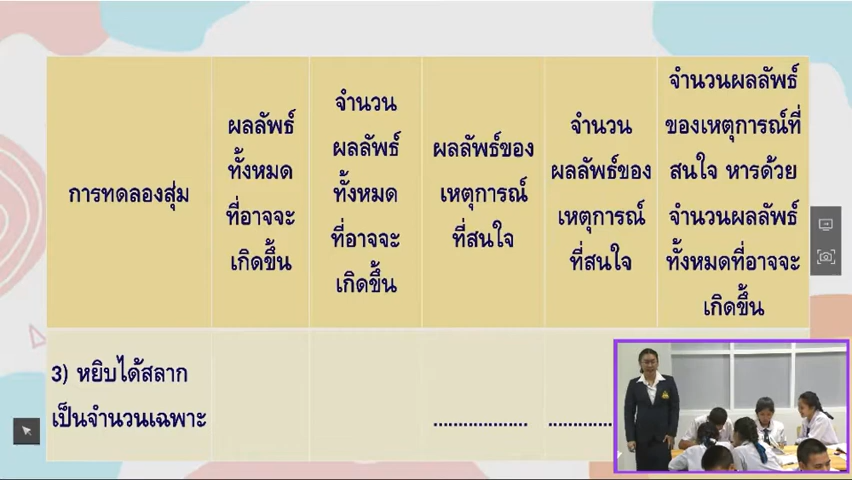 การทดลองสุ่ม
ผลลัพธ์
ทั้งหมด
ที่อาจจะ
เกิดขึ้น
จำนวน
ผลลัพธ์
ทั้งหมด
ที่อาจจะ
เกิดขึ้น
ผลลัพธ์ของ
เหตุการณ์
ที่สนใจ
จำนวน
ผลลัพธ์ของ
เหตุการณ์
ที่สนใจ
จำนวนผลลัพธ์
ของเหตุการณ์ที่
สนใจ หารด้วย
จำนวนผลลัพธ์
ทั้งหมดที่อาจจะ
เกิดขึ้น
3) หยิบได้สลาก
เป็นจำนวนเฉพาะ
...................
.............